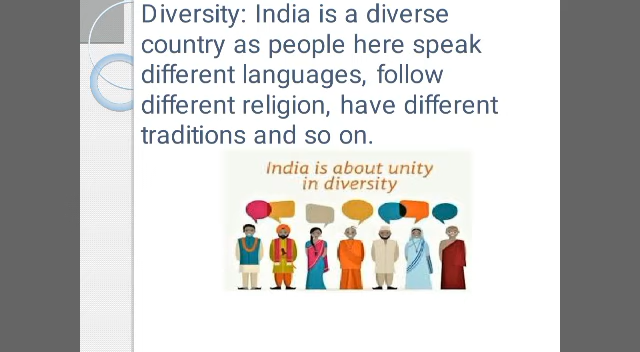 Diversity: India is a diverse
country as people here speak
different languages, follow
different religion, have different
traditions and so on.
India is about unity
in diversity